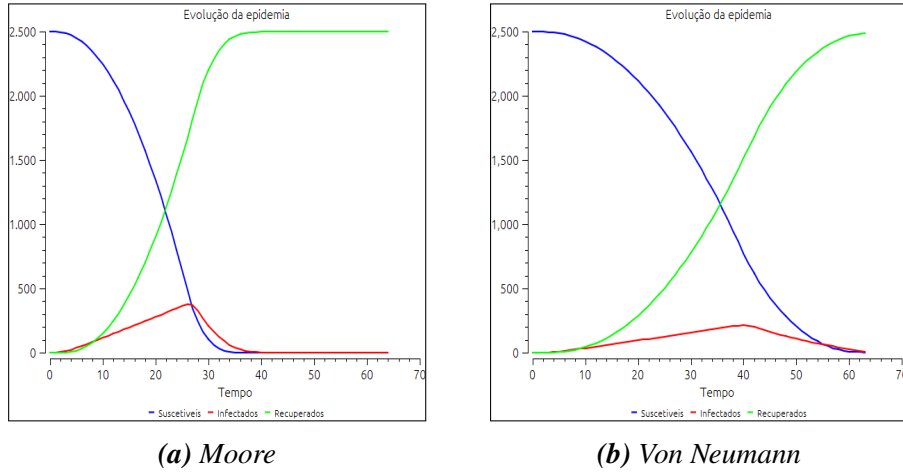 Evolução da epidemia
2.500
2.000
1.500
1.000
500
0
0 10 20 30 40 50 60 70
Tempo
Suscetiveis Infectados Recuperados
(a) Moore
Evolução da epidemia
2,500
2.000
1.500
1,000
500
0
0 10 20 30 40 50 60 70
Tempo
Suscetiveis Infectados Recuperados
(b) Von Neumann